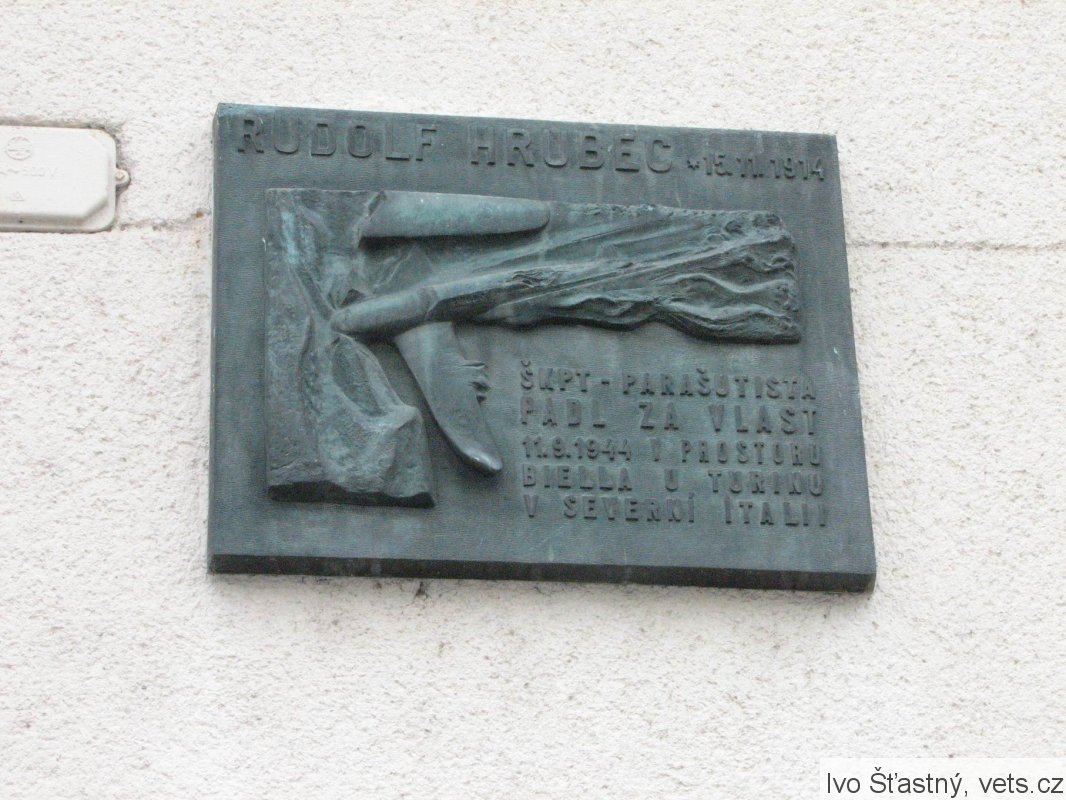 RUDOLF HRUBEC *15.11.1914
ŠKPT - PARAŠUTISTA
PADL ZA VLAST
11.9.1944 V PROSTORU
BIELLA U TURINU
V SEVERNÍ ITALII
Ivo Šťastný, vets.cz